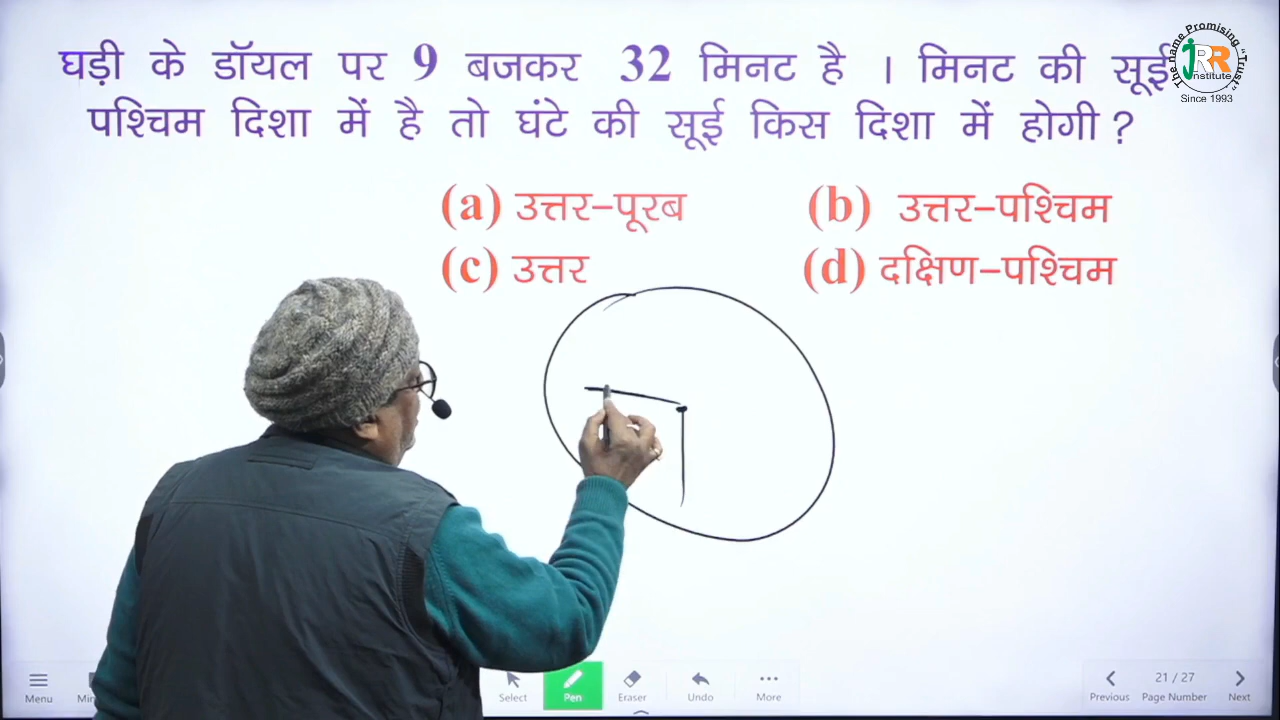 घड़ी के डॉयल पर 9 बजकर 32 मिनट है । मिनट की सूई
पश्चिम दिशा में है तो घंटे की सूई किस दिशा में होगी ?
(a) उत्तर–पूरब (b) उत्तर–पश्चिम
(c) उत्तर (d) दक्षिण–पश्चिम
The name Promising "Trust"
JRR
institute
Since 1993
Menu
Select
Pen
Eraser
Undo
More
Previous
21 / 27
Page Number
Next